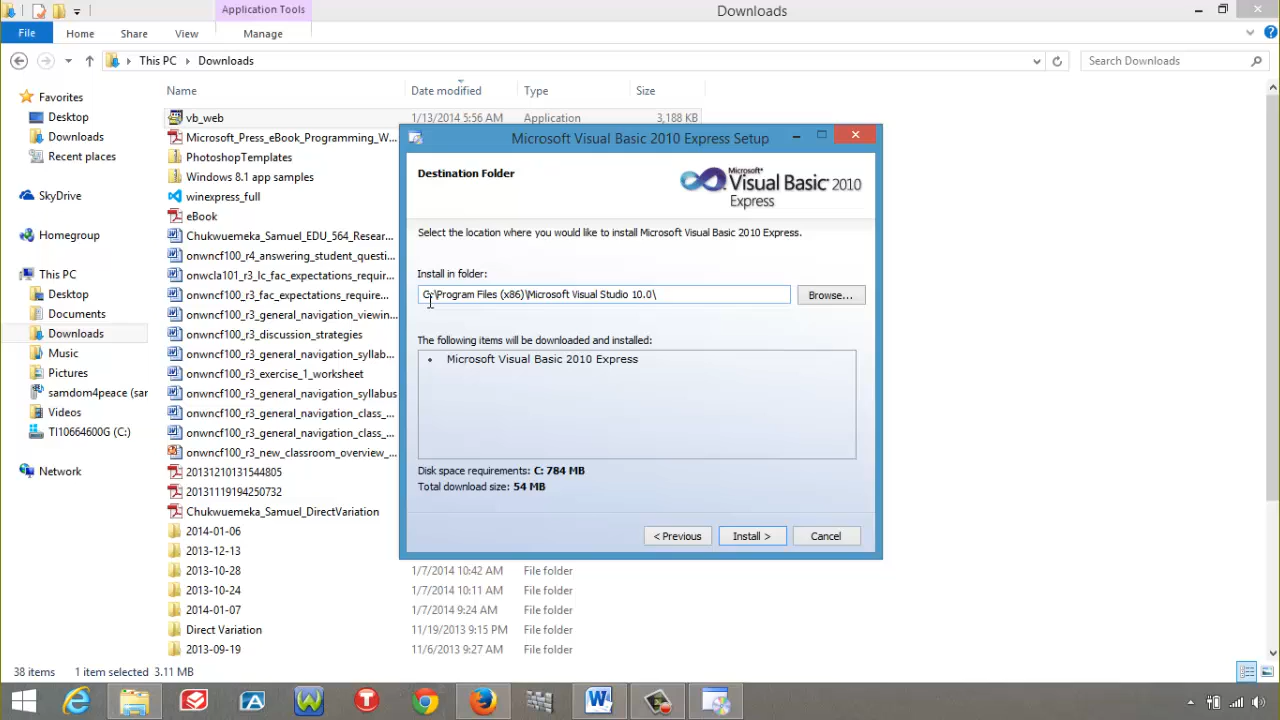 Application Tools
Downloads
File Home Share View Manage
This PC Downloads
Search Downloads
Name Date modified Type Size
Favorites
Desktop
Downloads
Recent places
SkyDrive
Homegroup
This PC
Desktop
Documents
Downloads
Music
Pictures
samdom4peace (sar
Videos
TI10664600G (C:)
Network
vb_web 1/13/2014 5:56 AM Application 3,188 KB
Microsoft_Press_eBook_Programming_W...
PhotoshopTemplates
Windows 8.1 app samples
winexpress_full
eBook
Chukwuemeka_Samuel_EDU_564_Resear...
onwncf100_r4_answering_student_questi...
onwcla101_r3_lc_fac_expectations_requir...
onwncf100_r3_fac_expectations_require...
onwncf100_r3_general_navigation_viewin...
onwncf100_r3_discussion_strategies
onwncf100_r3_general_navigation_syllab...
onwncf100_r3_exercise_1_worksheet
onwncf100_r3_general_navigation_syllabus
onwncf100_r3_general_navigation_class_...
onwncf100_r3_general_navigation_class_...
onwncf100_r3_new_classroom_overview_...
20131210131544805
20131119194250732
Chukwuemeka_Samuel_DirectVariation
2014-01-06
2013-12-13
2013-10-28 1/7/2014 10:42 AM File folder
2013-10-24 1/7/2014 10:11 AM File folder
2014-01-07 1/7/2014 9:24 AM File folder
Direct Variation 11/19/2013 9:15 PM File folder
2013-09-19 11/6/2013 9:27 AM File folder
Microsoft Visual Basic 2010 Express Setup
Destination Folder
Microsoft
Visual Basic 2010
Express
Select the location where you would like to install Microsoft Visual Basic 2010 Express.
Install in folder:
C:\Program Files (x86)\Microsoft Visual Studio 10.0\
Browse...
The following items will be downloaded and installed:
• Microsoft Visual Basic 2010 Express
Disk space requirements: C: 784 MB
Total download size: 54 MB
< Previous Install > Cancel
38 items 1 item selected 3.11 MB